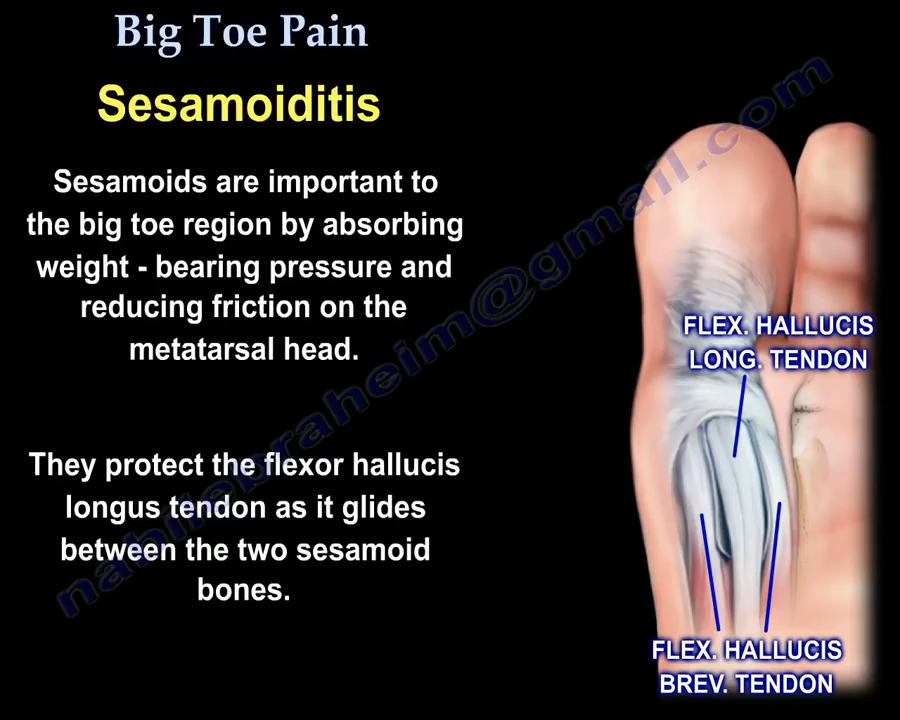 Big Toe Pain
Sesamoiditis
Sesamoids are important to
the big toe region by absorbing
weight - bearing pressure and
reducing friction on the
metatarsal head.
They protect the flexor hallucis
longus tendon as it glides
between the two sesamoid
bones.
FLEX. HALLUCIS
LONG. TENDON
FLEX. HALLUCIS
BREV. TENDON
nabilebraheim@gmail.com